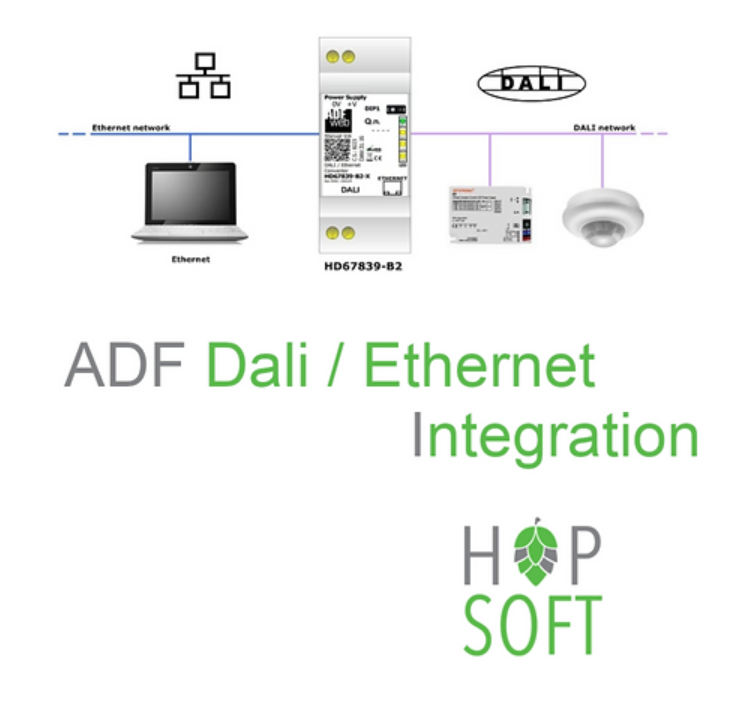 DALI
Ethernet network
DALI network
Power Supply
0V +V
DIP1
ADF
web
Q.n.
DALI / Ethernet
Converter
HD67839-B2-X
ETHERNET
DALI
Ethernet
HD67839-B2
ADF Dali / Ethernet
Integration
HOP
SOFT